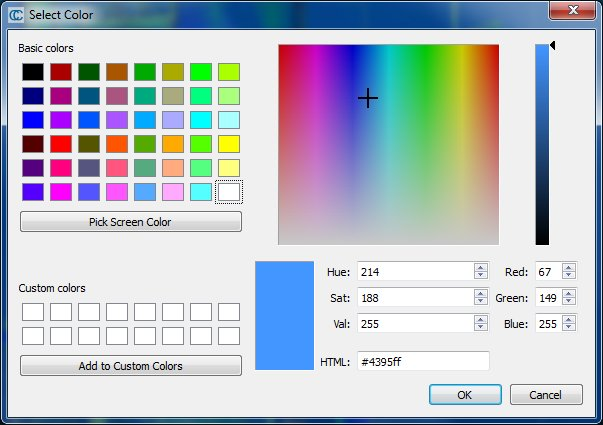 Select Color
Basic colors
Pick Screen Color
Custom colors
Add to Custom Colors
Hue: 214
Sat: 188
Val: 255
Red: 67
Green: 149
Blue: 255
HTML: #4395ff
OK
Cancel